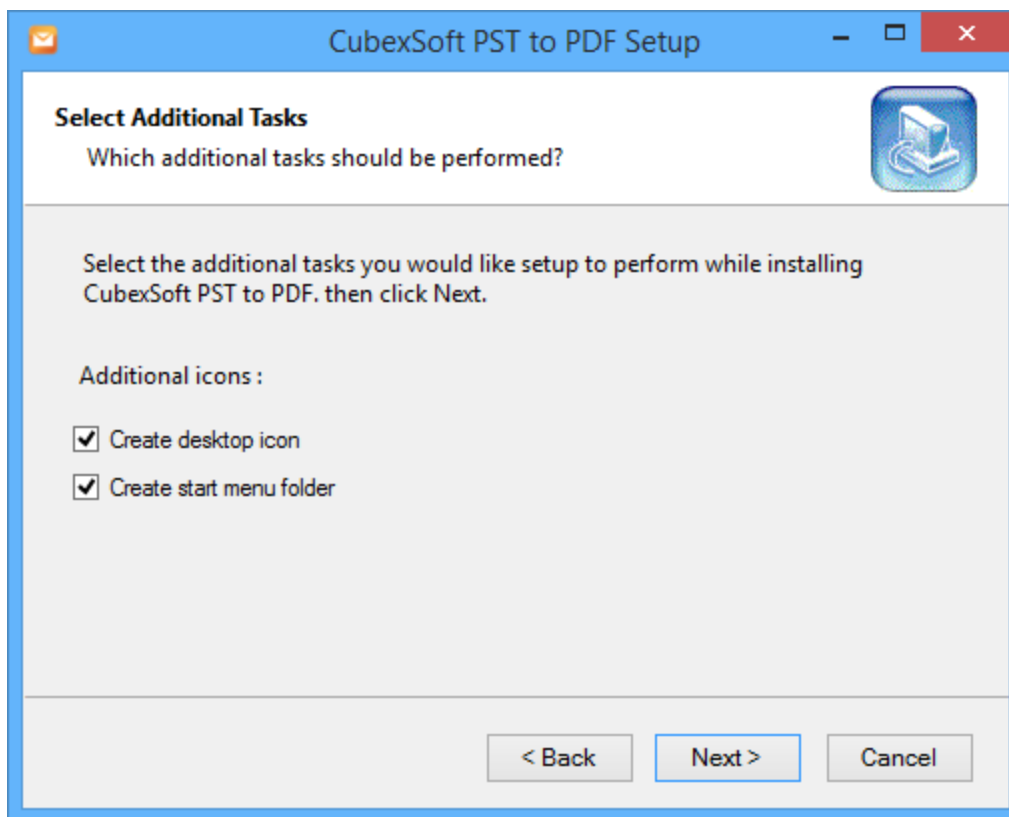 CubexSoft PST to PDF Setup
Select Additional Tasks
Which additional tasks should be performed?
Select the additional tasks you would like setup to perform while installing
CubexSoft PST to PDF. then click Next.
Additional icons :
Create desktop icon
Create start menu folder
< Back
Next >
Cancel